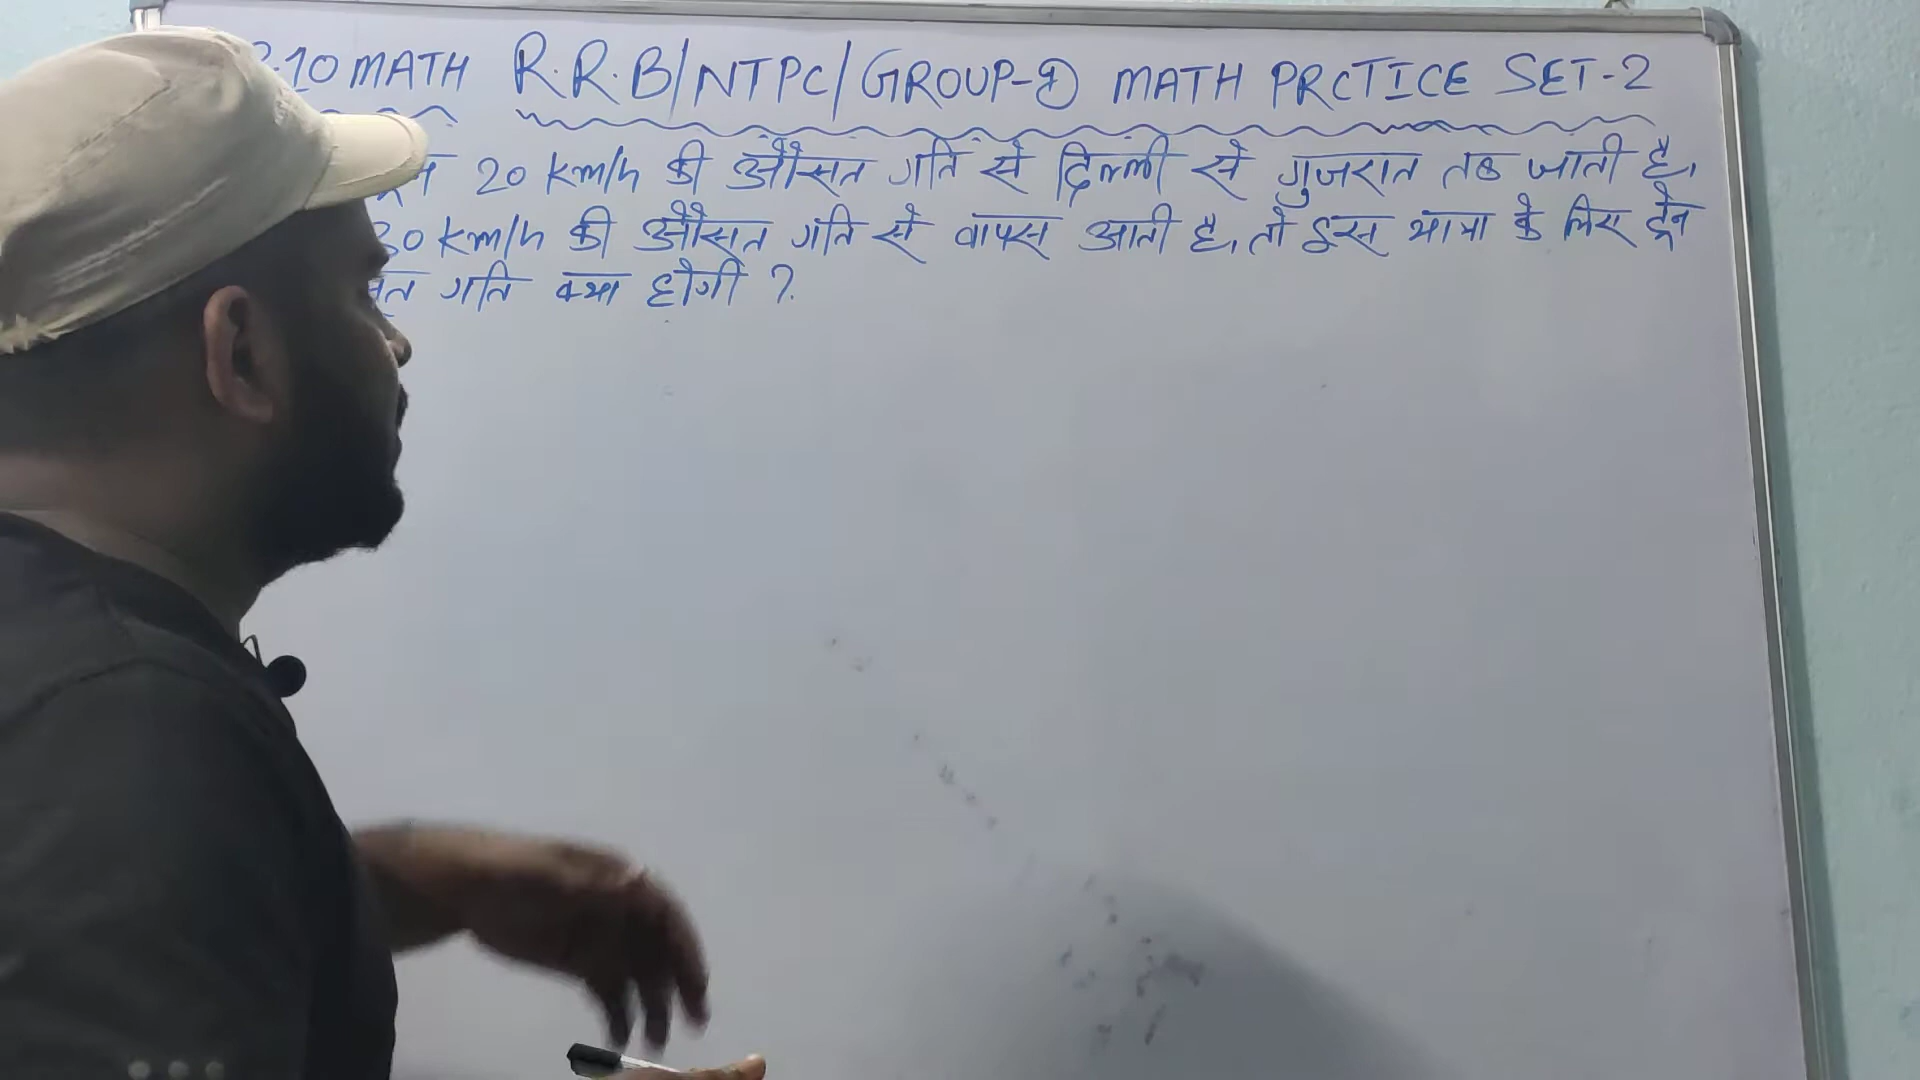 10 MATH R.R.B/NTPC/GROUP-D MATH PRCTICE SET-2
20 km/h की औसत गति से दिल्ली से गुजरात तक जाती है,
30 km/h की औसत गति से वापस आती है, तो इस यात्रा के लिए ट्रेन
गति क्या होगी ?